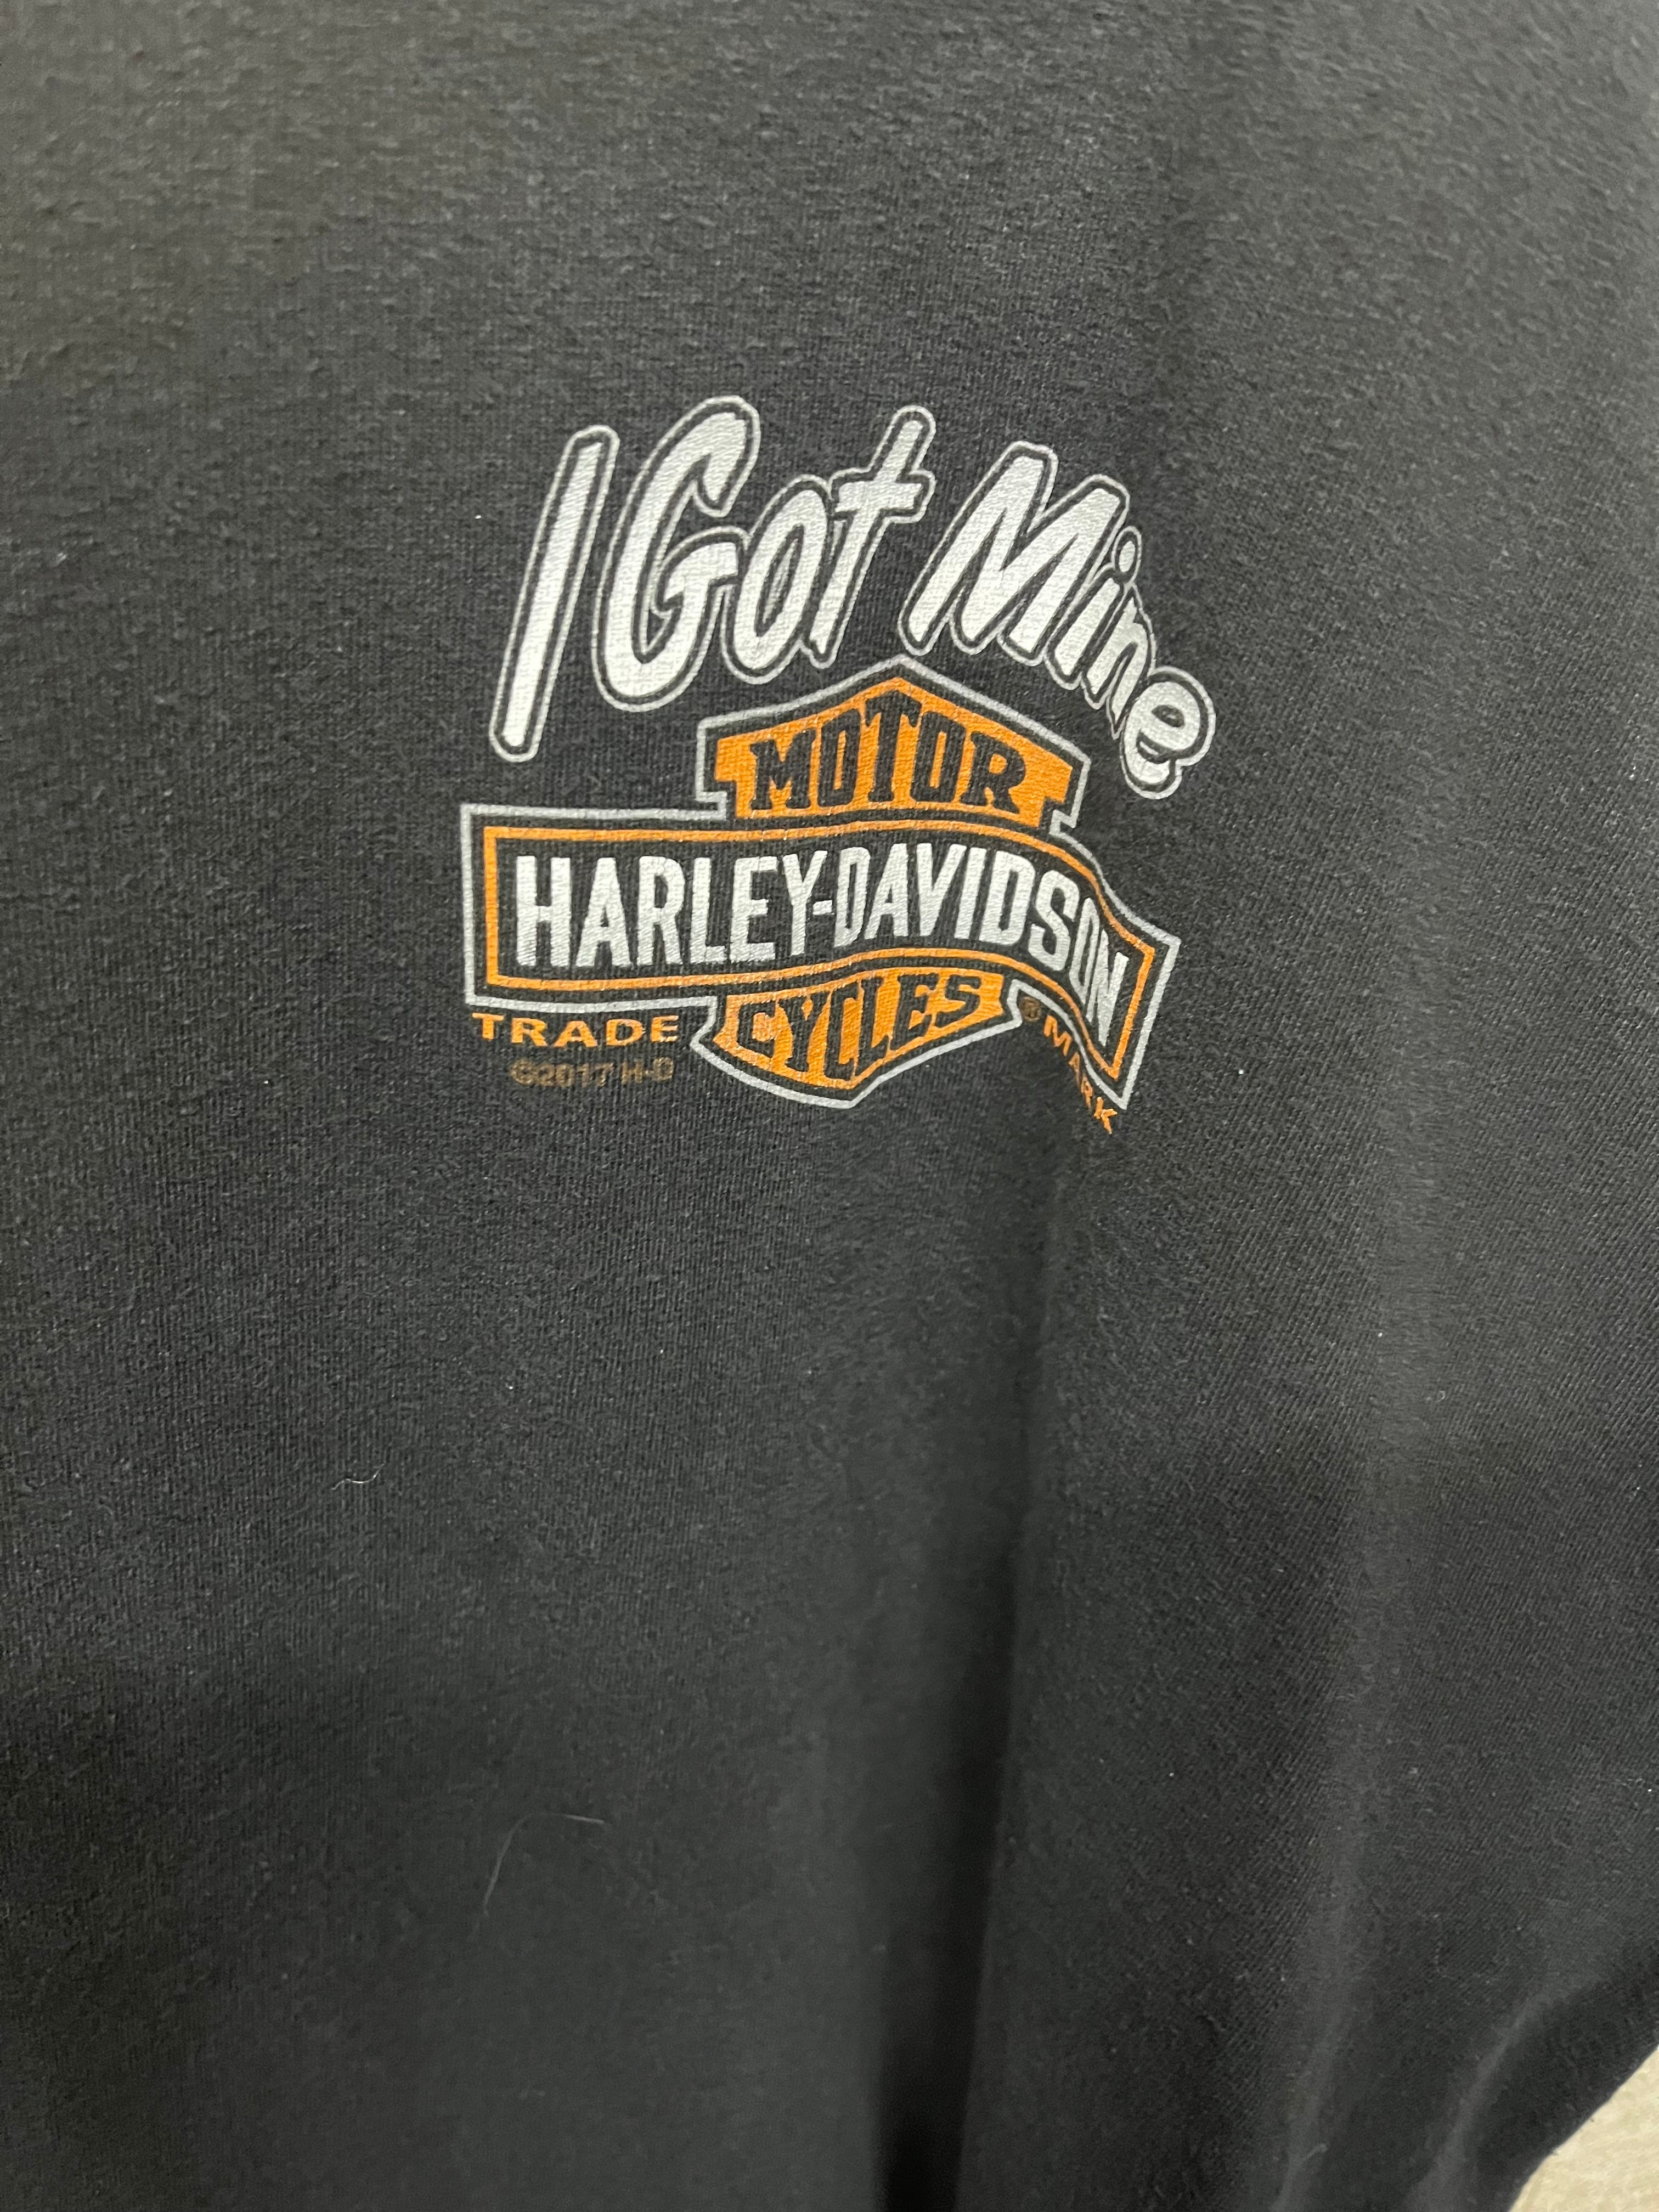 I Got Mine
MOTOR
HARLEY-DAVIDSON
CYCLES
TRADE ® MARK
©2017 H-D